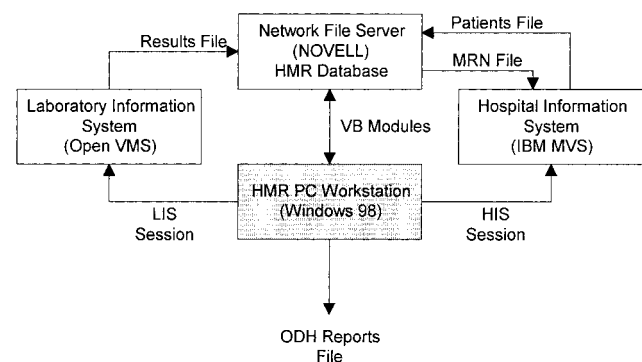 Patients File
Network File Server
(NOVELL)
HMR Database
Results File
MRN File
Laboratory Information
System
(Open VMS)
VB Modules
Hospital Information
System
(IBM MVS)
HMR PC Workstation
(Windows 98)
LIS
Session
HIS
Session
ODH Reports
File